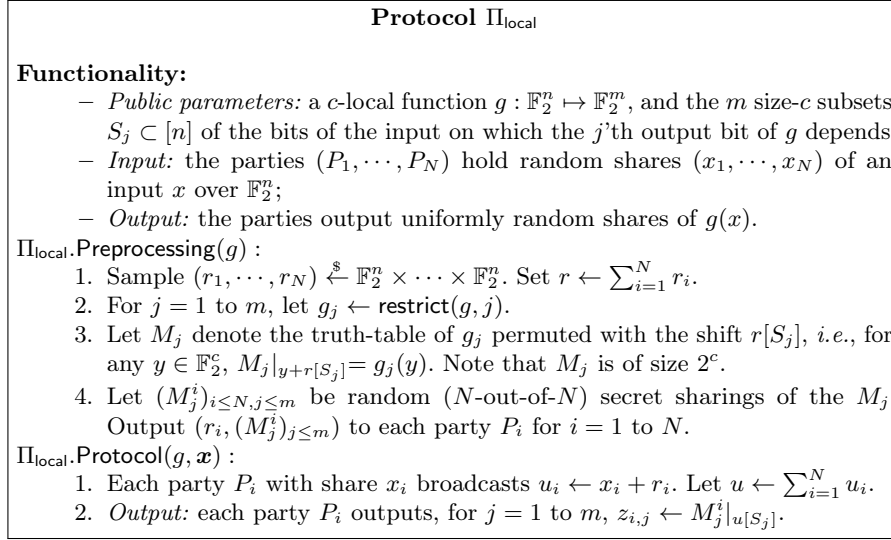 Protocol Π_local
Functionality:
– Public parameters: a c-local function g : 𝔽₂ⁿ ↦ 𝔽₂ᵐ, and the m size-c subsets
S_j ⊂ [n] of the bits of the input on which the j'th output bit of g depends
– Input: the parties (P_1, ⋯, P_N) hold random shares (x_1, ⋯, x_N) of an
input x over 𝔽₂ⁿ;
– Output: the parties output uniformly random shares of g(x).
Π_local.Preprocessing(g) :
1. Sample (r_1, ⋯, r_N) ←$ 𝔽₂ⁿ × ⋯ × 𝔽₂ⁿ. Set r ← ∑_{i=1}^N r_i.
2. For j = 1 to m, let g_j ← restrict(g, j).
3. Let M_j denote the truth-table of g_j permuted with the shift r[S_j], i.e., for
any y ∈ 𝔽₂ᶜ, M_j|_{y+r[S_j]}= g_j(y). Note that M_j is of size 2^c.
4. Let (M_j^i)_{i≤N,j≤m} be random (N-out-of-N) secret sharings of the M_j
Output (r_i, (M_j^i)_{j≤m}) to each party P_i for i = 1 to N.
Π_local.Protocol(g, 𝒙) :
1. Each party P_i with share x_i broadcasts u_i ← x_i + r_i. Let u ← ∑_{i=1}^N u_i.
2. Output: each party P_i outputs, for j = 1 to m, z_{i,j} ← M_j^i|_{u[S_j]}.